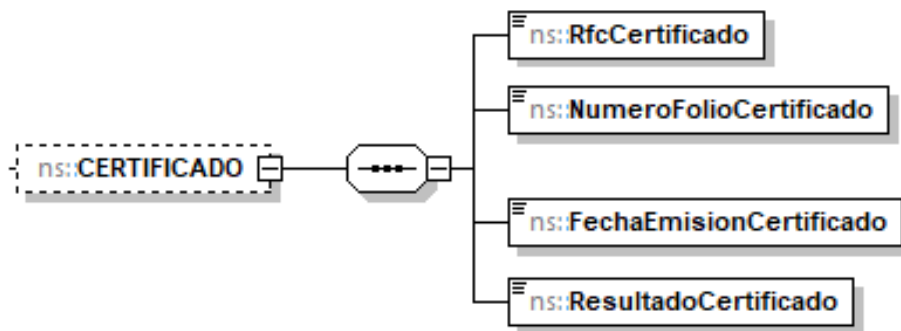 ns::RfcCertificado
ns::NumeroFolioCertificado
ns::CERTIFICADO
ns::FechaEmisionCertificado
ns::ResultadoCertificado